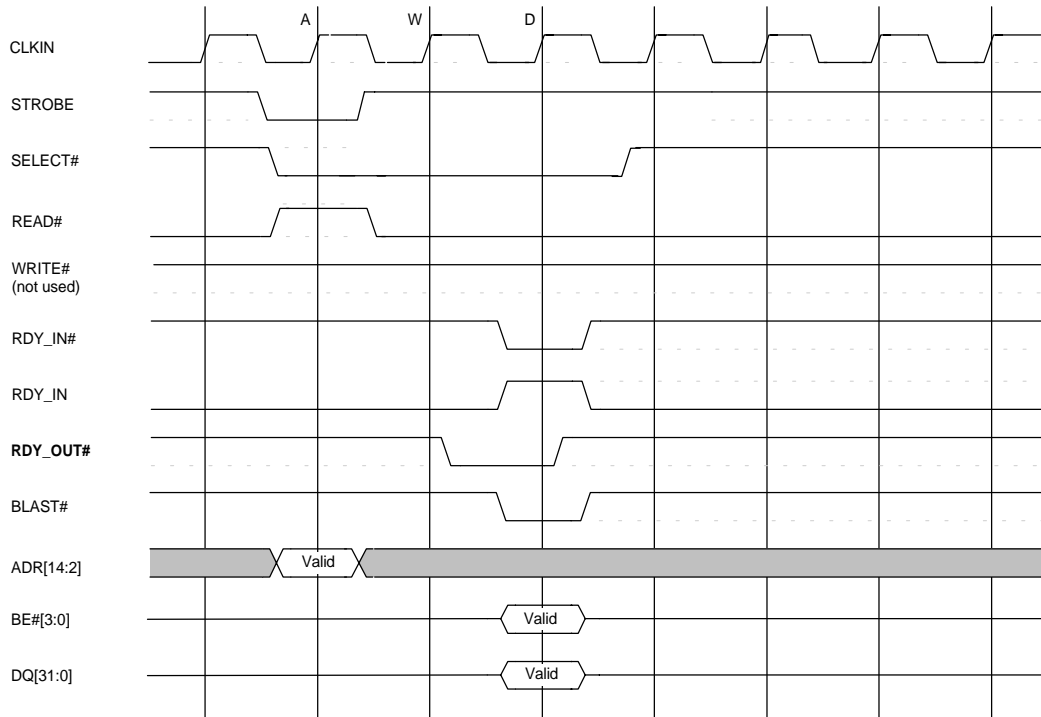 A W D
CLKIN
STROBE
SELECT#
READ#
WRITE#
(not used)
RDY_IN#
RDY_IN
RDY_OUT#
BLAST#
ADR[14:2] Valid
BE#[3:0] Valid
DQ[31:0] Valid